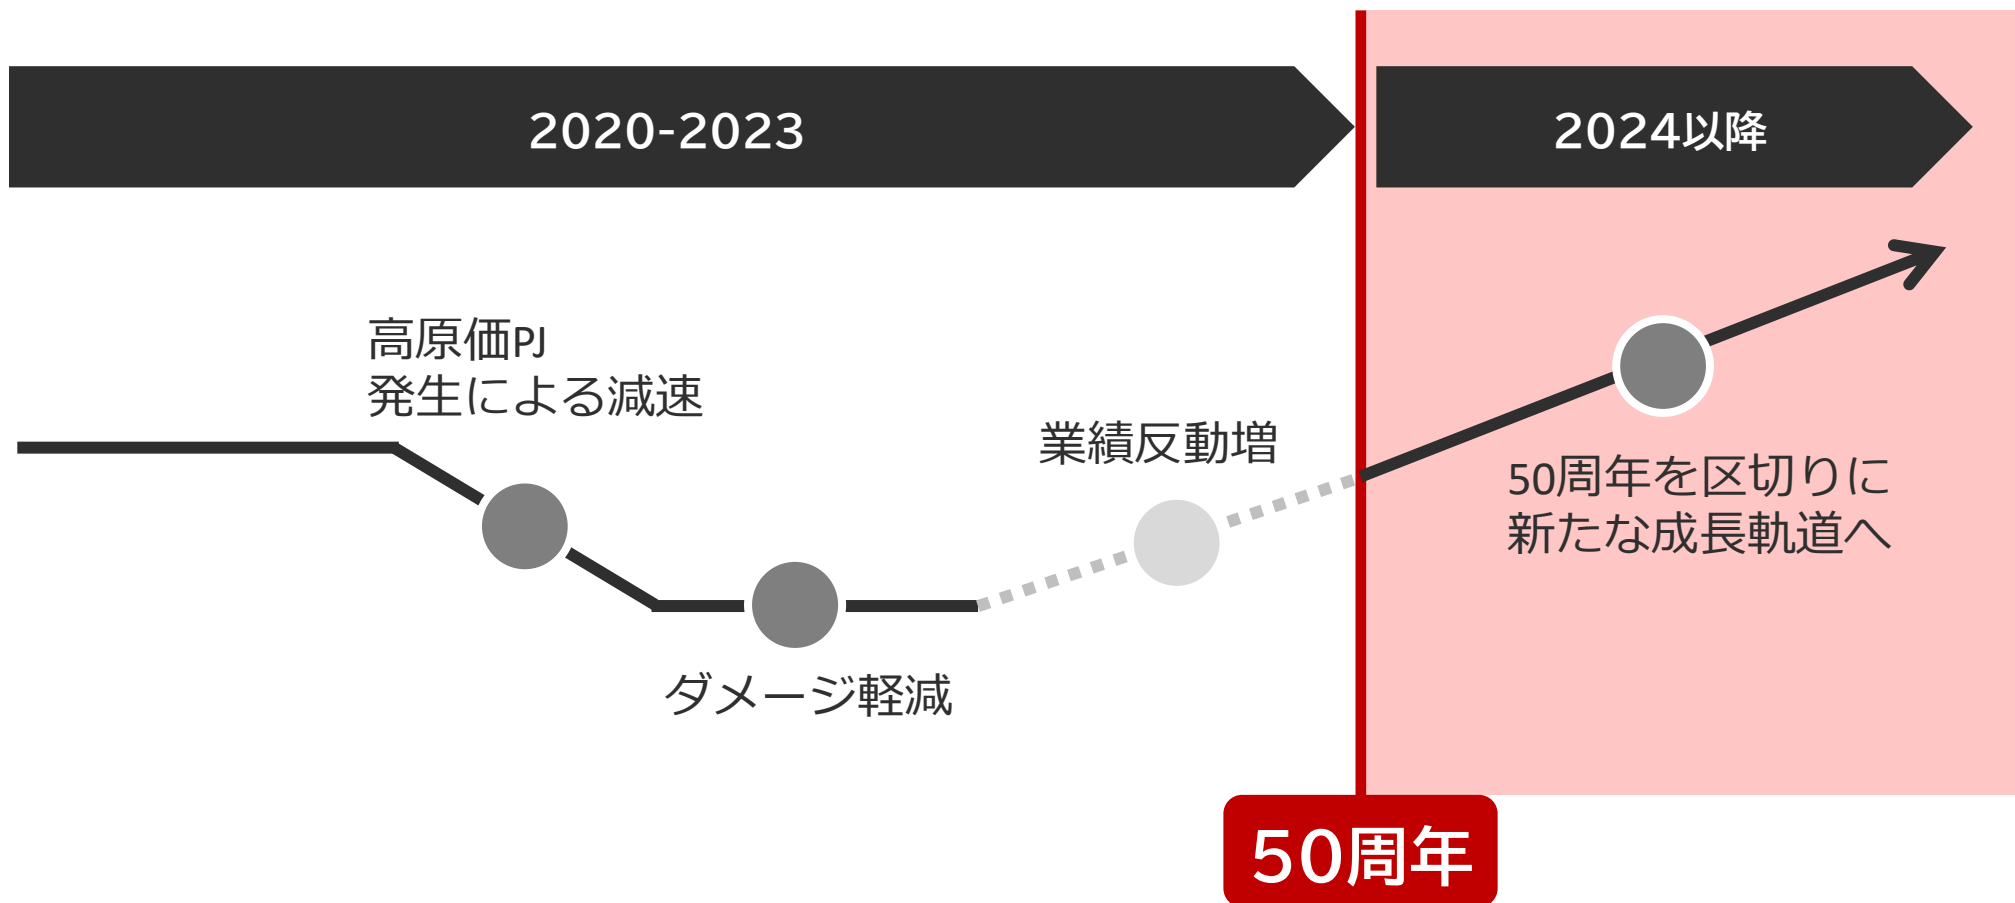 2020-2023
2024以降
高原価PJ
発生による減速
業績反動増
50周年を区切りに
新たな成長軌道へ
ダメージ軽減
50周年